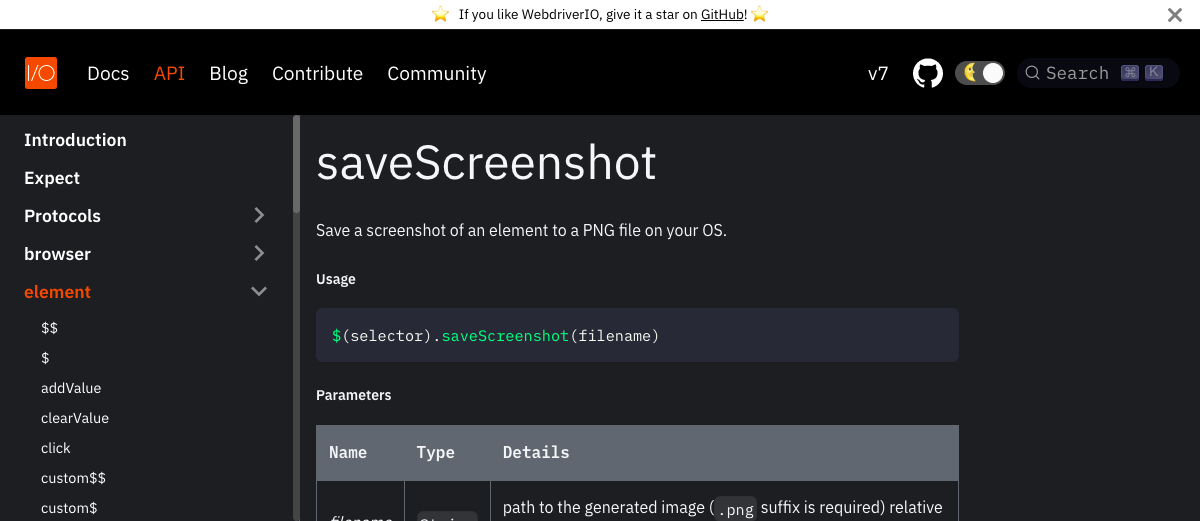 ⭐ If you like WebdriverIO, give it a star on GitHub! ⭐
I/O Docs API Blog Contribute Community v7 Search ⌘ K
Introduction
Expect
Protocols
browser
element
$$
$
addValue
clearValue
click
custom$$
custom$
saveScreenshot
Save a screenshot of an element to a PNG file on your OS.
Usage
$(selector).saveScreenshot(filename)
Parameters
Name Type Details
filename String path to the generated image (.png suffix is required) relative